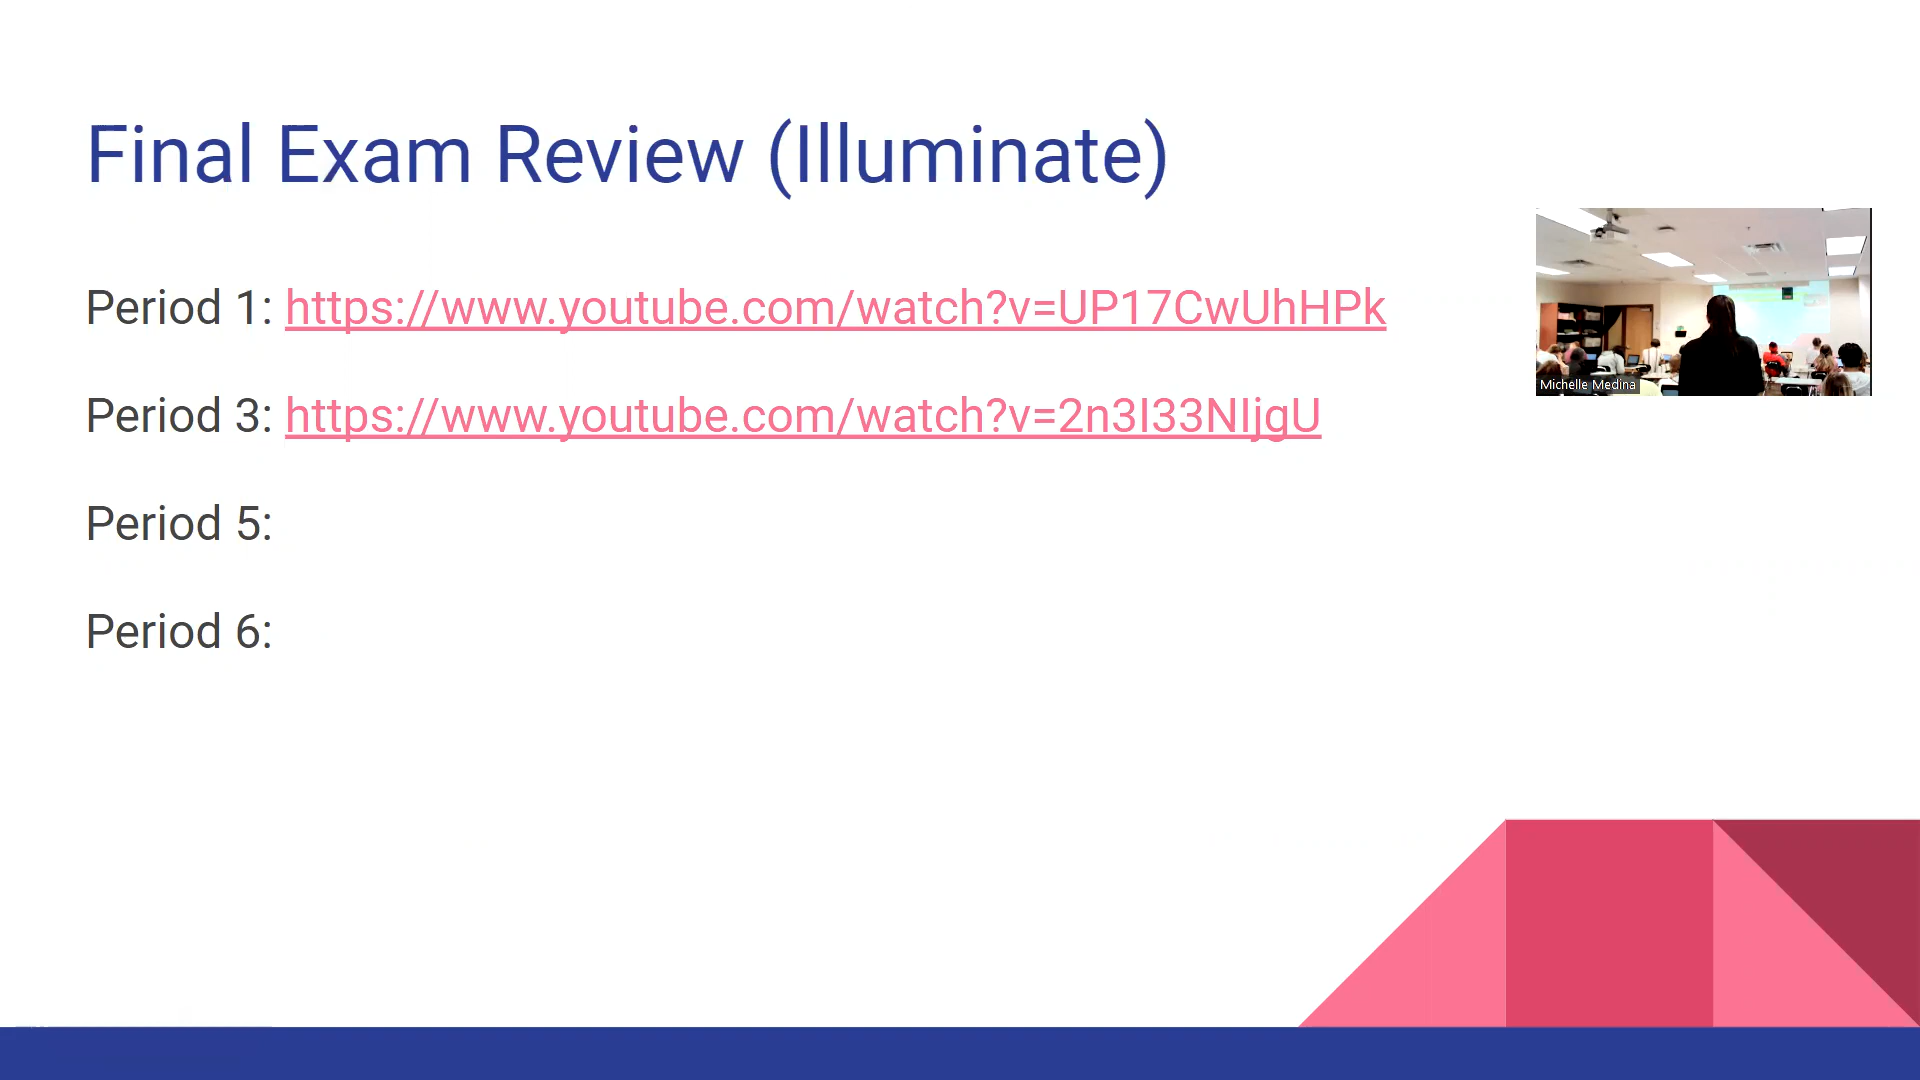 Final Exam Review (Illuminate)
Period 1: https://www.youtube.com/watch?v=UP17CwUhHPk
Period 3: https://www.youtube.com/watch?v=2n3I33NIjgU
Period 5:
Period 6:
Michelle Medina